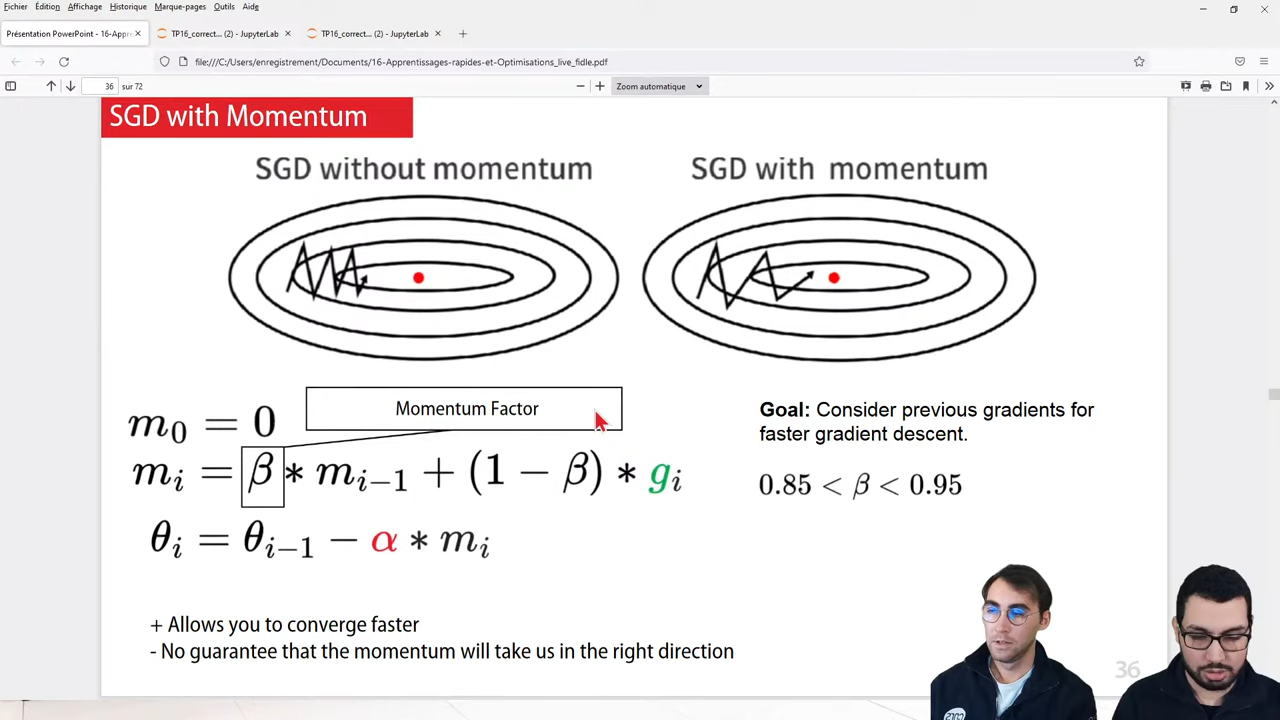 Fichier Édition Affichage Historique Marque-pages Outils Aide
Présentation PowerPoint - 16-Appre
TP16_correct... (2) - JupyterLab
TP16_correct... (2) - JupyterLab
file:///C:/Users/enregistrement/Documents/16-Apprentissages-rapides-et-Optimisations_live_fidle.pdf
36 sur 72
Zoom automatique
SGD with Momentum
SGD without momentum
SGD with momentum
Momentum Factor
m₀ = 0
mᵢ = β * mᵢ₋₁ + (1 − β) * gᵢ
θᵢ = θᵢ₋₁ − α * mᵢ
Goal: Consider previous gradients for
faster gradient descent.
0.85 < β < 0.95
+ Allows you to converge faster
- No guarantee that the momentum will take us in the right direction
36